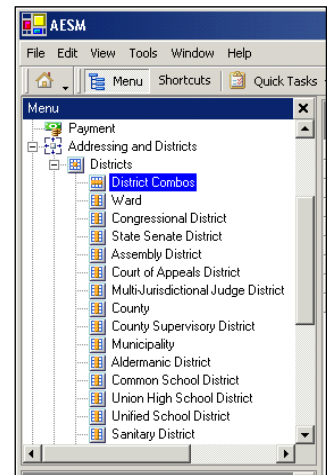 AESM
File Edit View Tools Window Help
Menu Shortcuts Quick Tasks
Menu
Payment
Addressing and Districts
Districts
District Combos
Ward
Congressional District
State Senate District
Assembly District
Court of Appeals District
Multi-Jurisdictional Judge District
County
County Supervisory District
Municipality
Aldermanic District
Common School District
Union High School District
Unified School District
Sanitary District